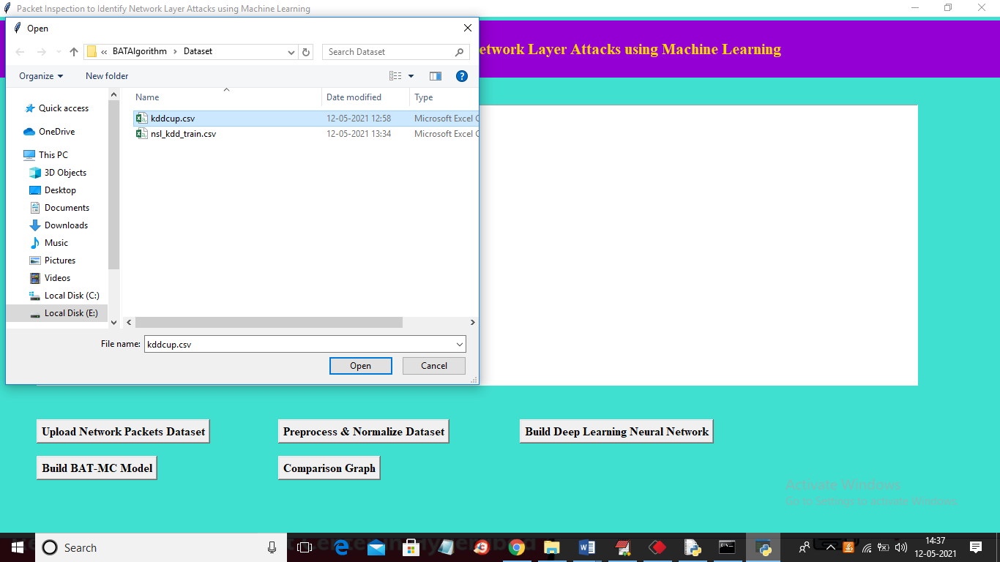 Packet Inspection to Identify Network Layer Attacks using Machine Learning
Open
etwork Layer Attacks using Machine Learning
« BATAlgorithm › Dataset
Search Dataset
Organize
New folder
Name
Date modified
Type
Quick access
OneDrive
This PC
3D Objects
Desktop
Documents
Downloads
Music
Pictures
Videos
Local Disk (C:)
Local Disk (E:)
kddcup.csv 12-05-2021 12:58 Microsoft Excel C
nsl_kdd_train.csv 12-05-2021 13:34 Microsoft Excel C
File name: kddcup.csv
Open Cancel
Upload Network Packets Dataset
Preprocess & Normalize Dataset
Build Deep Learning Neural Network
Build BAT-MC Model
Comparison Graph
Activate Windows
Go to Settings to activate Windows.
Search
14:37
12-05-2021